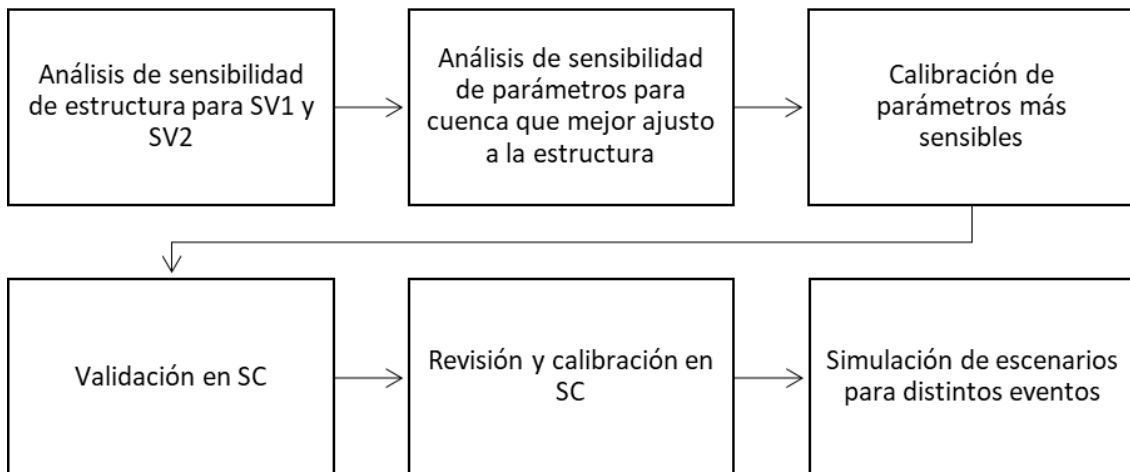 Análisis de sensibilidad
de estructura para SV1 y
SV2
Análisis de sensibilidad
de parámetros para
cuenca que mejor ajusto
a la estructura
Calibración de
parámetros más
sensibles
Validación en SC
Revisión y calibración en
SC
Simulación de escenarios
para distintos eventos